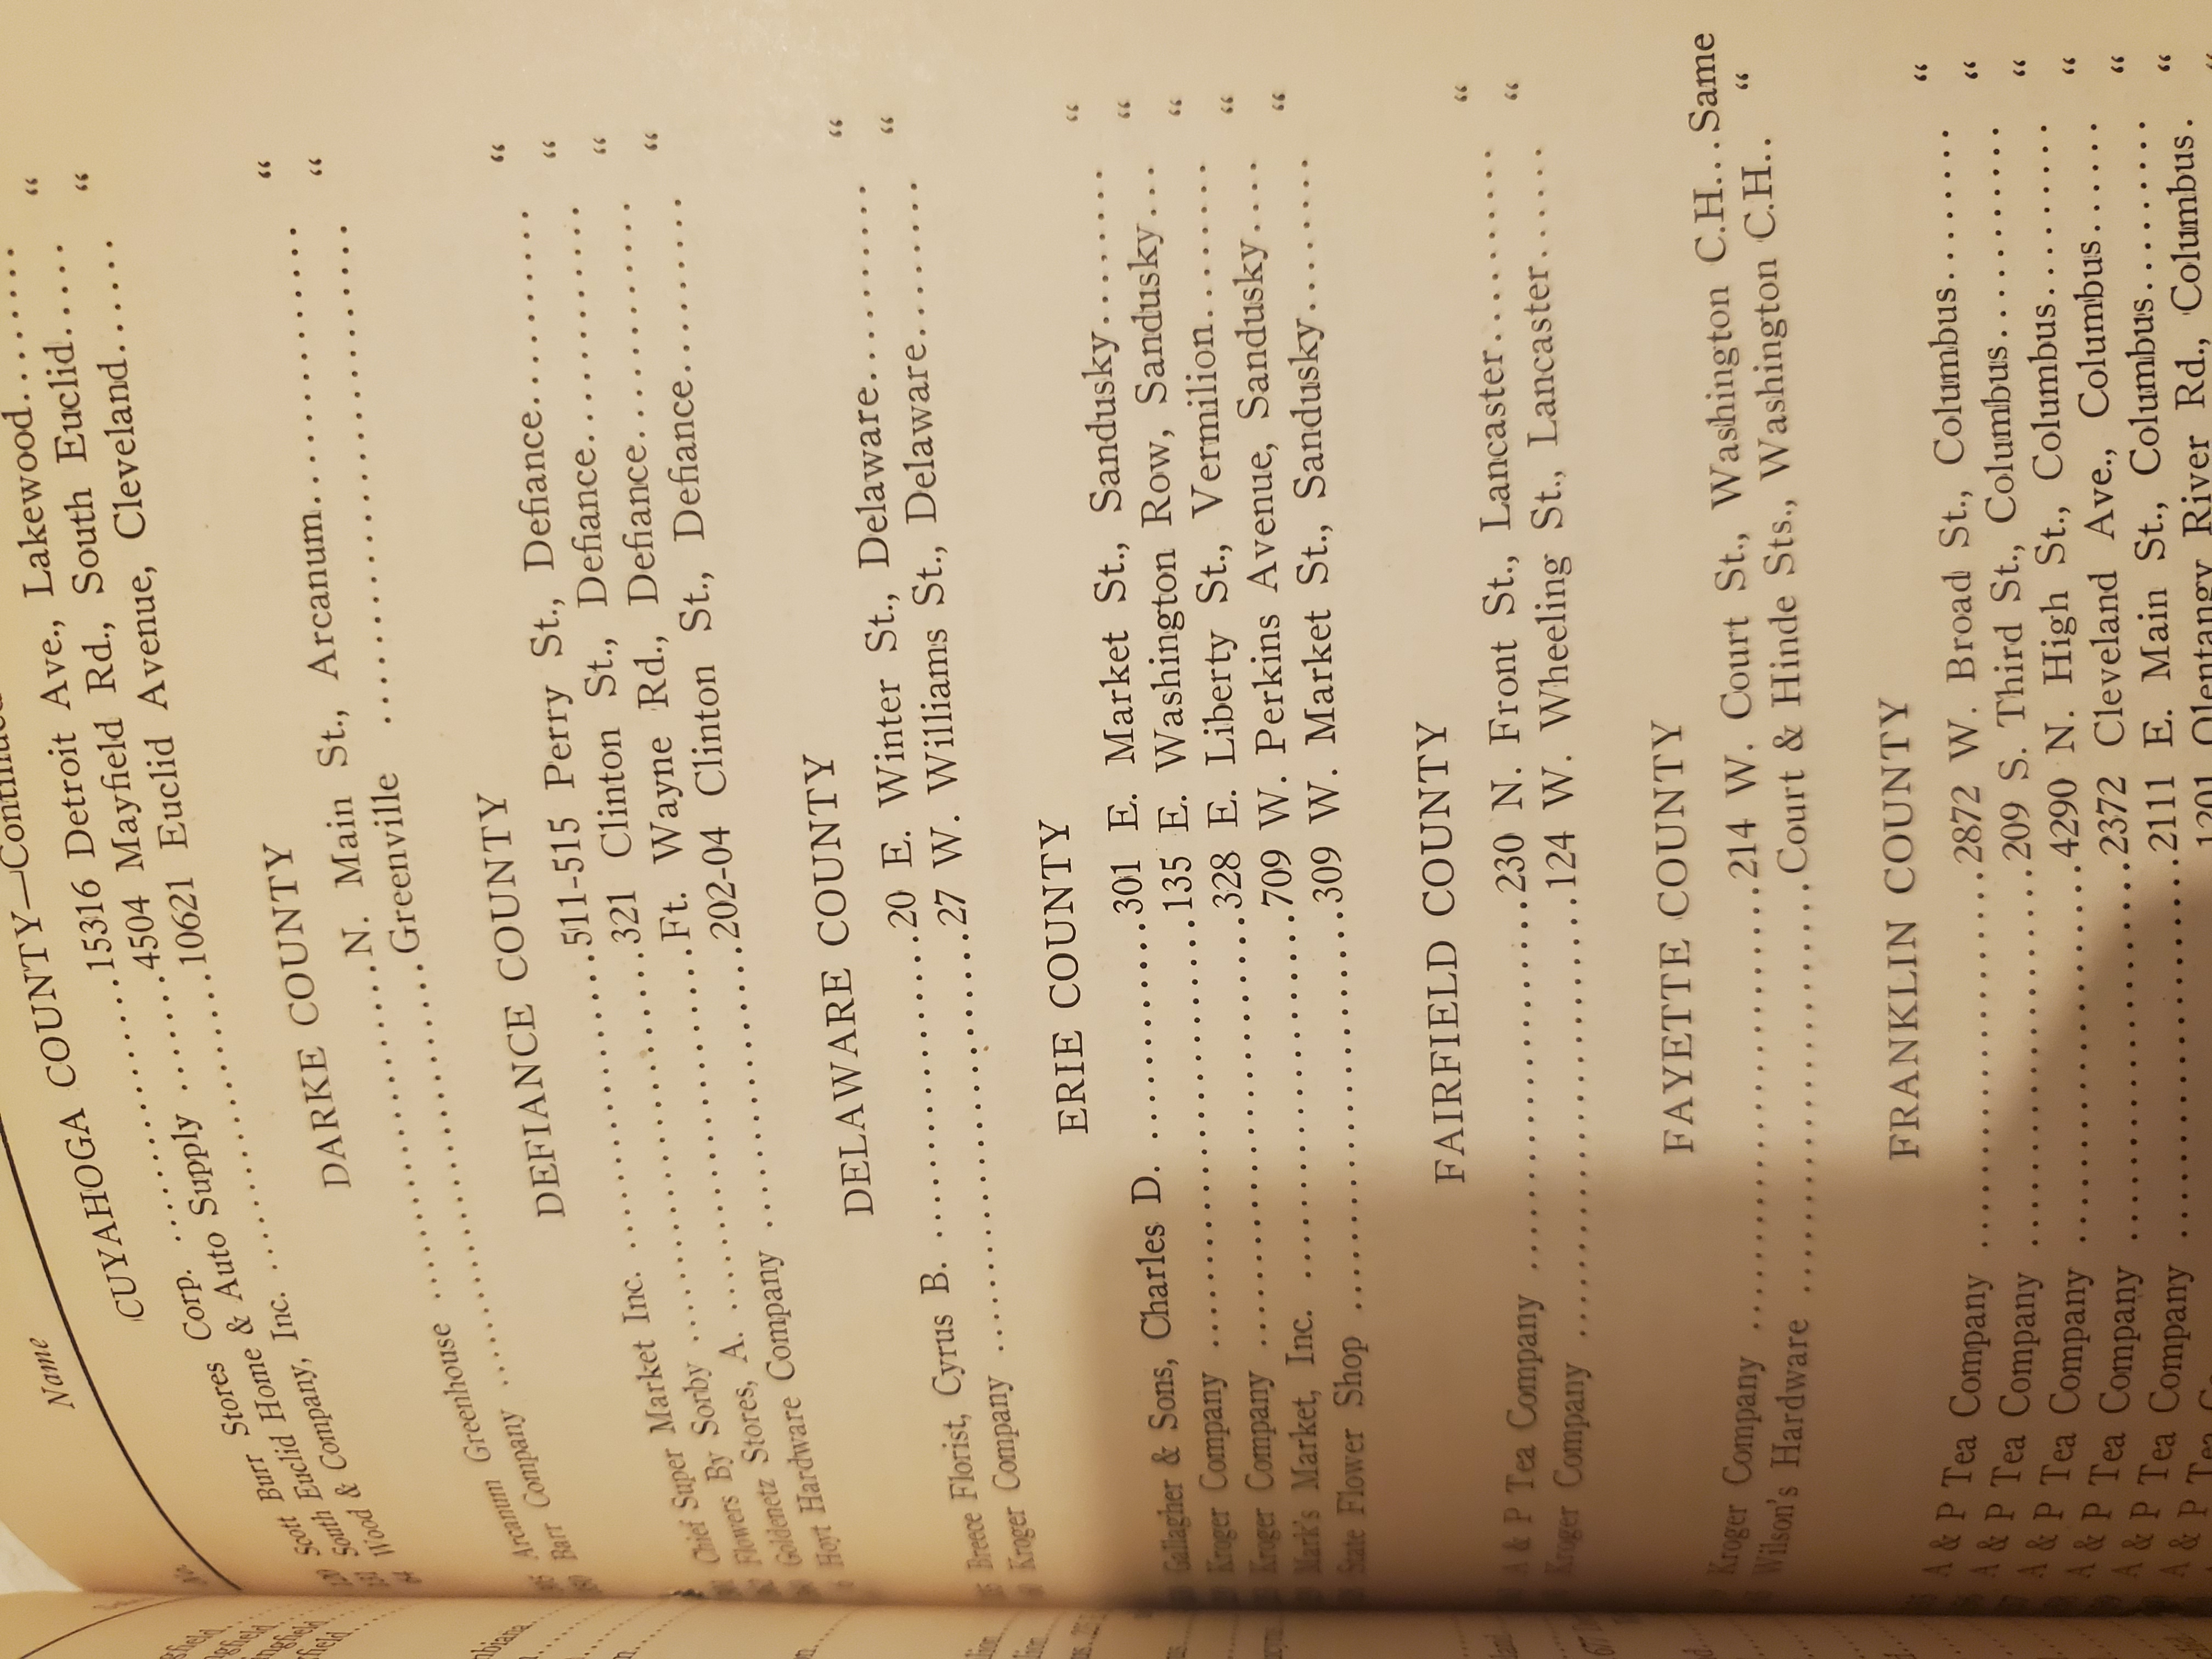 Name
CUYAHOGA COUNTY—Continued
Scott Burr Stores Corp. ..........15316 Detroit Ave., Lakewood........ “
South Euclid Home & Auto Supply ......4504 Mayfield Rd., South Euclid..... “
Wood & Company, Inc. ..........10621 Euclid Avenue, Cleveland...... “
DARKE COUNTY
Arcanum Greenhouse ..........N. Main St., Arcanum.......... “
Barr Company ..........Greenville .......... “
DEFIANCE COUNTY
Chief Super Market Inc. ..........511-515 Perry St., Defiance.......... “
Flowers By Sorby ..........321 Clinton St., Defiance.......... “
Goldenetz Stores, A. ..........Ft. Wayne Rd., Defiance.......... “
Hoyt Hardware Company ..........202-04 Clinton St., Defiance.......... “
DELAWARE COUNTY
Breece Florist, Cyrus B. ..........20 E. Winter St., Delaware.......... “
Kroger Company ..........27 W. Williams St., Delaware........ “
ERIE COUNTY
Gallagher & Sons, Charles D. ..........301 E. Market St., Sandusky........ “
Kroger Company ..........135 E. Washington Row, Sandusky... “
Kroger Company ..........328 E. Liberty St., Vermilion........ “
Mark's Market, Inc. ..........709 W. Perkins Avenue, Sandusky.... “
State Flower Shop ..........309 W. Market St., Sandusky........ “
FAIRFIELD COUNTY
A & P Tea Company ..........230 N. Front St., Lancaster.......... “
Kroger Company ..........124 W. Wheeling St., Lancaster...... “
FAYETTE COUNTY
Kroger Company ..........214 W. Court St., Washington C.H...Same
Wilson's Hardware ..........Court & Hinde Sts., Washington C.H.. “
FRANKLIN COUNTY
A & P Tea Company ..........2872 W. Broad St., Columbus........ “
A & P Tea Company ..........209 S. Third St., Columbus.......... “
A & P Tea Company ..........4290 N. High St., Columbus........ “
A & P Tea Company ..........2372 Cleveland Ave., Columbus...... “
A & P Tea Company ..........2111 E. Main St., Columbus........ “
A & P Tea 1201 Olentangy River Rd., Columbus. “